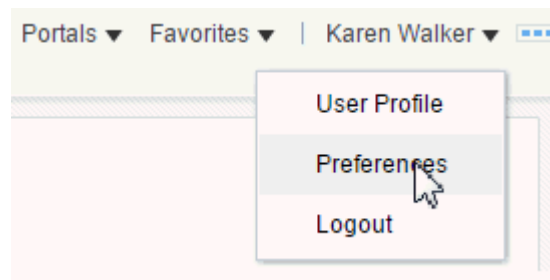 Portals ▼ Favorites ▼ | Karen Walker ▼
User Profile
Preferences
Logout